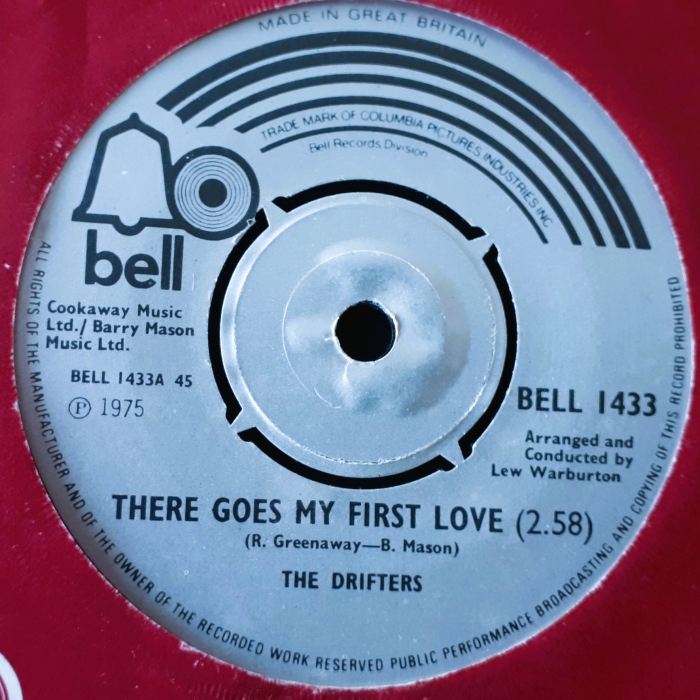 MADE IN GREAT BRITAIN
TRADE MARK OF COLUMBIA PICTURES INDUSTRIES INC.
Bell Records Division
bell
Cookaway Music
Ltd./ Barry Mason
Music Ltd.
BELL 1433A 45
Ⓟ 1975
BELL 1433
Arranged and
Conducted by
Lew Warburton
THERE GOES MY FIRST LOVE (2.58)
(R. Greenaway—B. Mason)
THE DRIFTERS
ALL RIGHTS OF THE MANUFACTURER AND OF THE OWNER OF THE RECORDED WORK RESERVED PUBLIC PERFORMANCE BROADCASTING AND COPYING OF THIS RECORD PROHIBITED